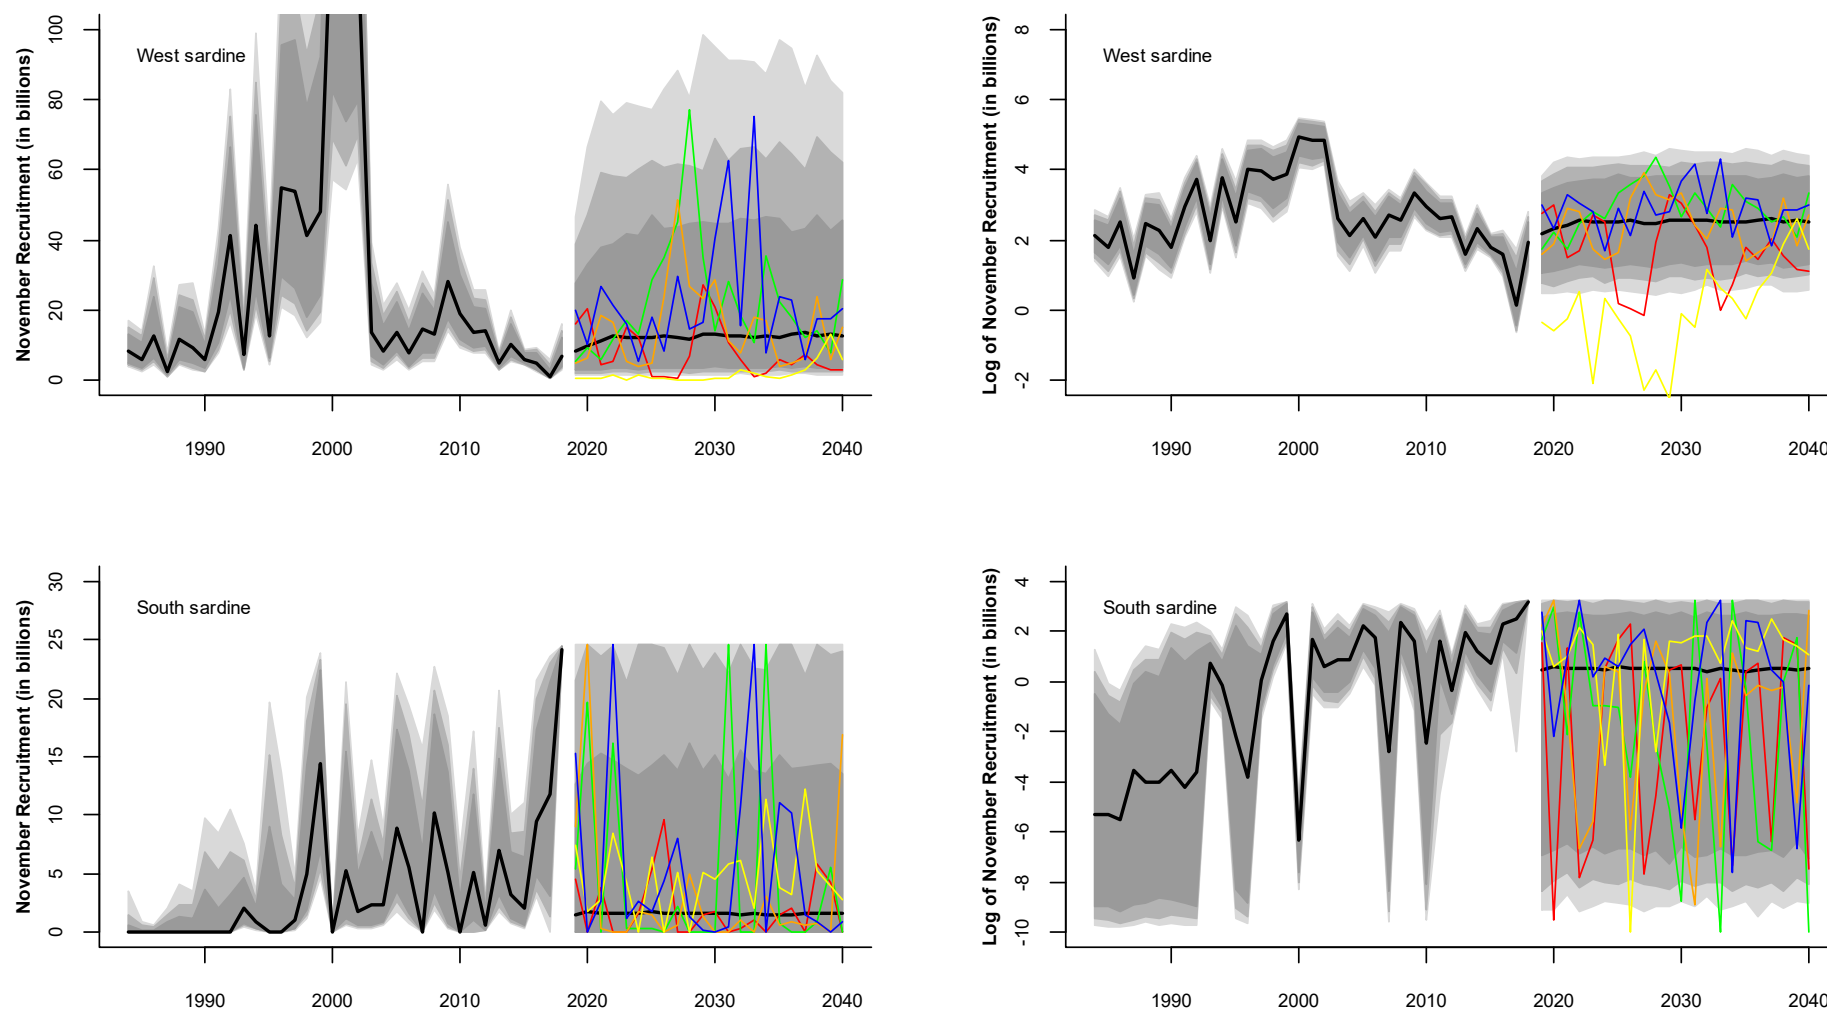 November Recruitment (in billions)
100
80
60
40
20
0
West sardine
1990 2000 2010 2020 2030 2040
Log of November Recruitment (in billions)
8
6
4
2
0
-2
West sardine
1990 2000 2010 2020 2030 2040
November Recruitment (in billions)
30
25
20
15
10
5
0
South sardine
1990 2000 2010 2020 2030 2040
Log of November Recruitment (in billions)
4
2
0
-2
-4
-6
-8
-10
South sardine
1990 2000 2010 2020 2030 2040